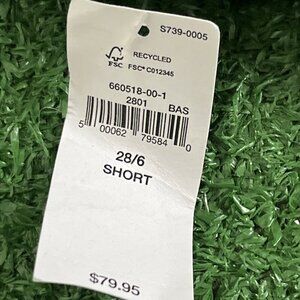 S739-0005
RECYCLED
FSC
FSC® C012345
660518-00-1
2801 BAS
5 00062 79584 0
28/6
SHORT
$79.95